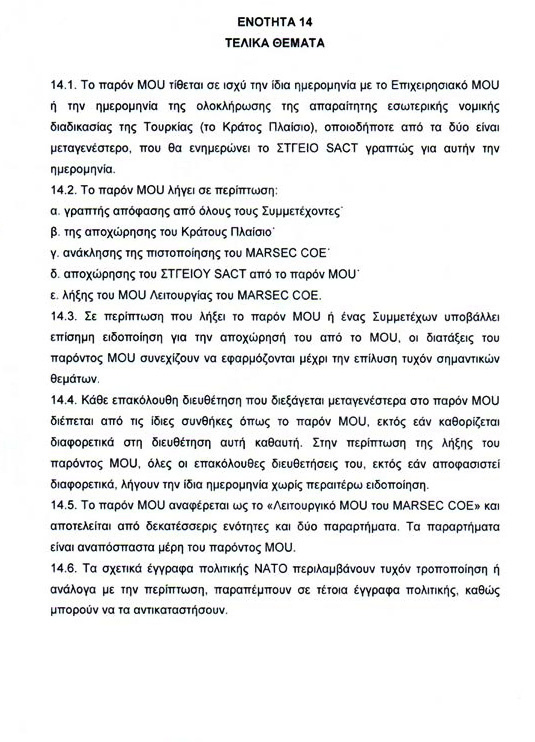 ΕΝΟΤΗΤΑ 14
ΤΕΛΙΚΑ ΘΕΜΑΤΑ
14.1. Το παρόν MOU τίθεται σε ισχύ την ίδια ημερομηνία με το Επιχειρησιακό MOU
ή την ημερομηνία της ολοκλήρωσης της απαραίτητης εσωτερικής νομικής
διαδικασίας της Τουρκίας (το Κράτος Πλαίσιο), οποιοδήποτε από τα δύο είναι
μεταγενέστερο, που θα ενημερώνει το ΣΤΓΕΙΟ SACT γραπτώς για αυτήν την
ημερομηνία.
14.2. Το παρόν MOU λήγει σε περίπτωση:
α. γραπτής απόφασης από όλους τους Συμμετέχοντες˙
β. της αποχώρησης του Κράτους Πλαίσιο˙
γ. ανάκλησης της πιστοποίησης του MARSEC COE˙
δ. αποχώρησης του ΣΤΓΕΙΟΥ SACT από το παρόν MOU˙
ε. λήξης του MOU Λειτουργίας του MARSEC COE.
14.3. Σε περίπτωση που λήξει το παρόν MOU ή ένας Συμμετέχων υποβάλλει
επίσημη ειδοποίηση για την αποχώρησή του από το MOU, οι διατάξεις του
παρόντος MOU συνεχίζουν να εφαρμόζονται μέχρι την επίλυση τυχόν σημαντικών
θεμάτων.
14.4. Κάθε επακόλουθη διευθέτηση που διεξάγεται μεταγενέστερα στο παρόν MOU
διέπεται από τις ίδιες συνθήκες όπως το παρόν MOU, εκτός εάν καθορίζεται
διαφορετικά στη διευθέτηση αυτή καθαυτή. Στην περίπτωση της λήξης του
παρόντος MOU, όλες οι επακόλουθες διευθετήσεις του, εκτός εάν αποφασιστεί
διαφορετικά, λήγουν την ίδια ημερομηνία χωρίς περαιτέρω ειδοποίηση.
14.5. Το παρόν MOU αναφέρεται ως το «Λειτουργικό MOU του MARSEC COE» και
αποτελείται από δεκατέσσερις ενότητες και δύο παραρτήματα. Τα παραρτήματα
είναι αναπόσπαστα μέρη του παρόντος MOU.
14.6. Τα σχετικά έγγραφα πολιτικής ΝΑΤΟ περιλαμβάνουν τυχόν τροποποίηση ή
ανάλογα με την περίπτωση, παραπέμπουν σε τέτοια έγγραφα πολιτικής, καθώς
μπορούν να τα αντικαταστήσουν.